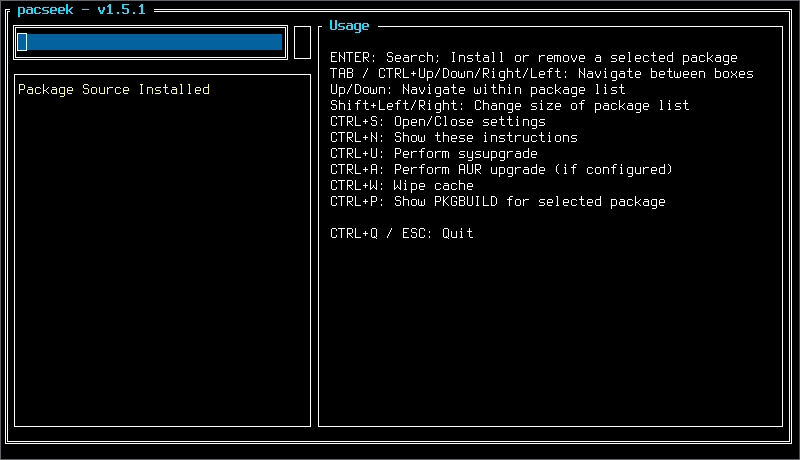 pacseek - v1.5.1
Usage
ENTER: Search; Install or remove a selected package
TAB / CTRL+Up/Down/Right/Left: Navigate between boxes
Up/Down: Navigate within package list
Shift+Left/Right: Change size of package list
CTRL+S: Open/Close settings
CTRL+N: Show these instructions
CTRL+U: Perform sysupgrade
CTRL+A: Perform AUR upgrade (if configured)
CTRL+W: Wipe cache
CTRL+P: Show PKGBUILD for selected package
CTRL+Q / ESC: Quit
Package Source Installed